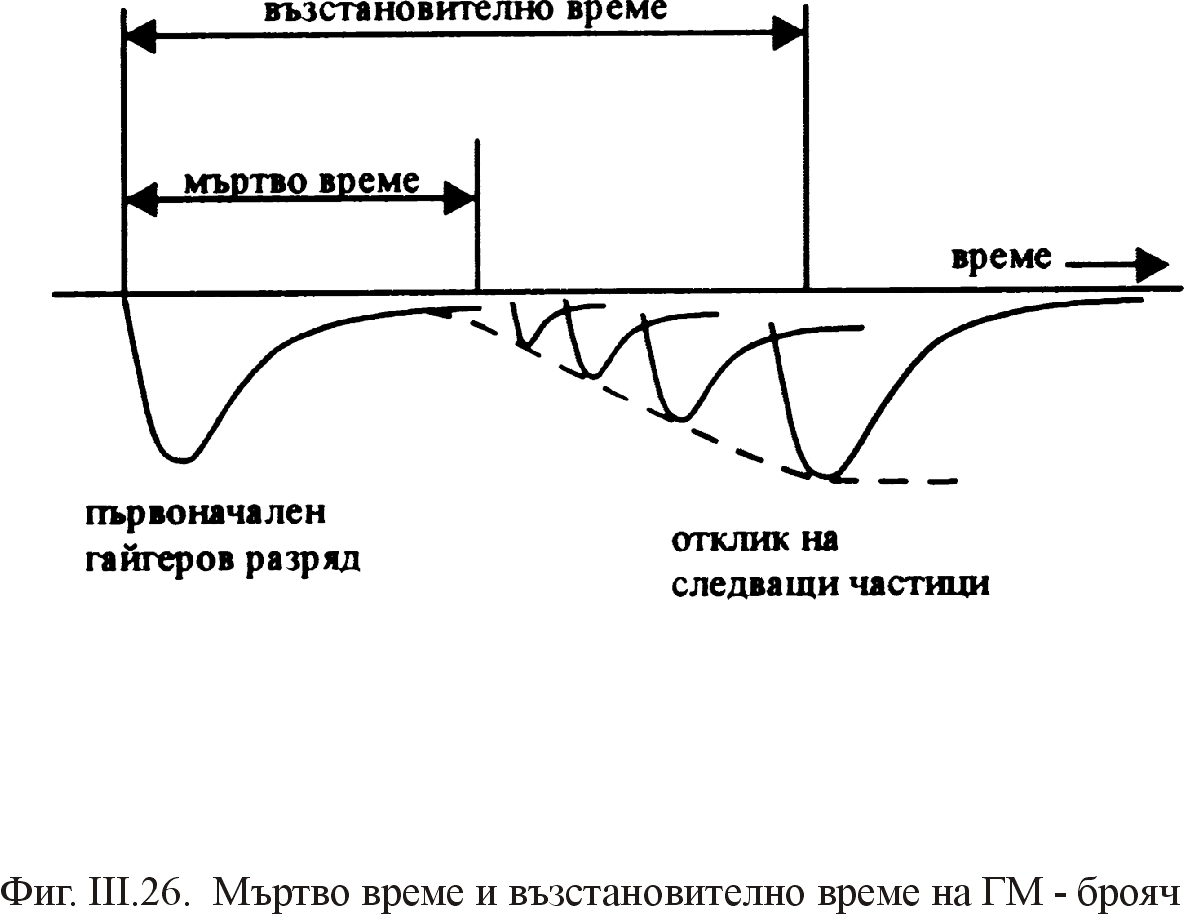 възстановително време
мъртво време
време
първоначален
гайгеров разряд
отклик на
следващи частици
Фиг. III.26. Мъртво време и възстановително време на ГМ - брояч